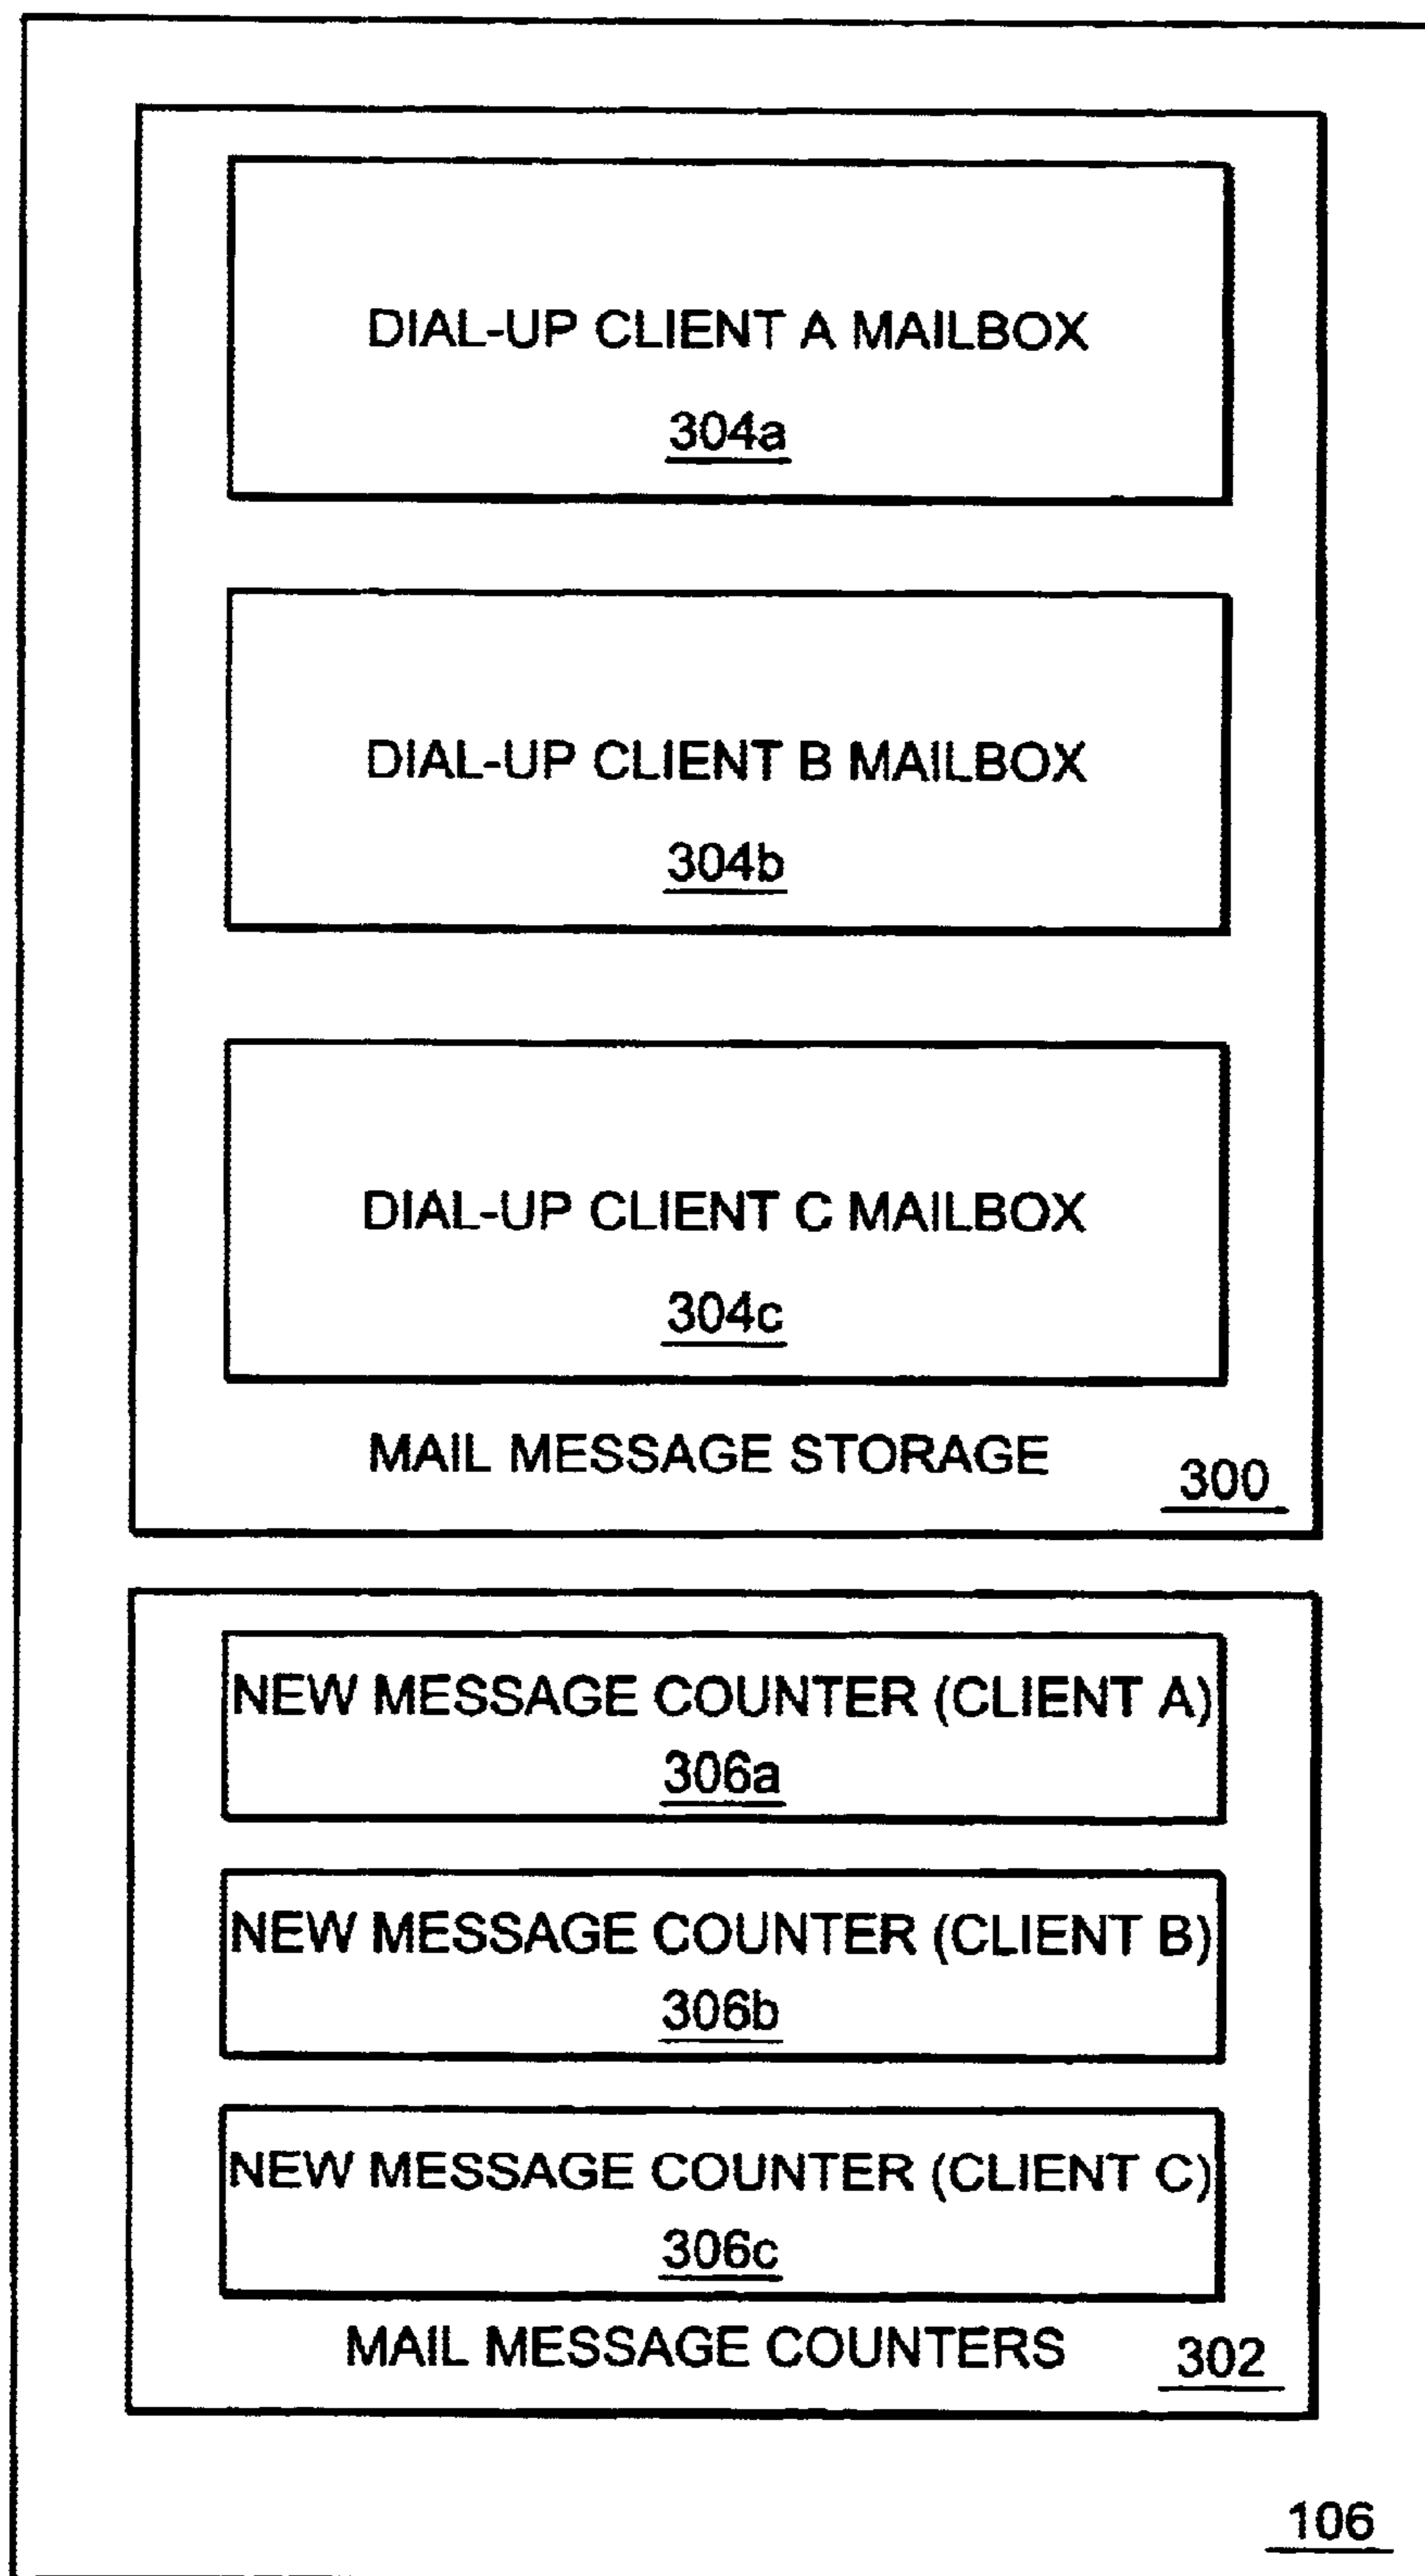 DIAL-UP CLIENT A MAILBOX
304a
DIAL-UP CLIENT B MAILBOX
304b
DIAL-UP CLIENT C MAILBOX
304c
MAIL MESSAGE STORAGE
300
NEW MESSAGE COUNTER (CLIENT A)
306a
NEW MESSAGE COUNTER (CLIENT B)
306b
NEW MESSAGE COUNTER (CLIENT C)
306c
MAIL MESSAGE COUNTERS
302
106